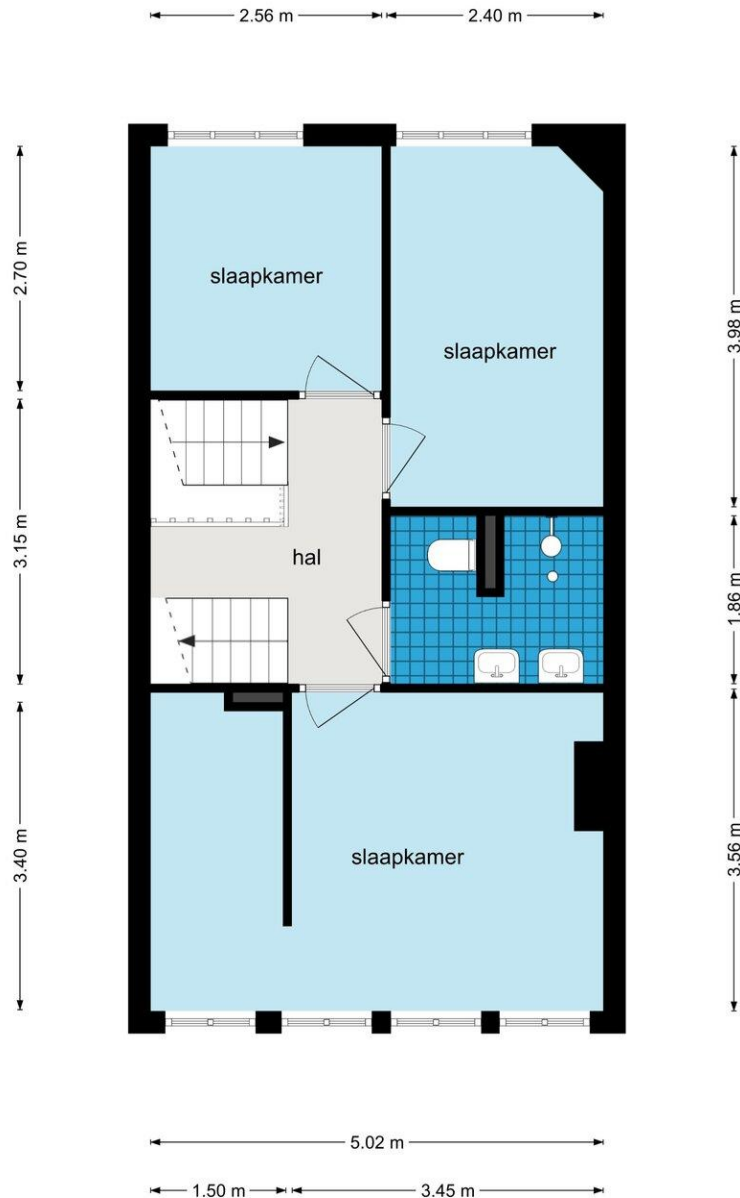 2.56 m
2.40 m
2.70 m
3.98 m
slaapkamer
slaapkamer
3.15 m
hal
1.86 m
3.40 m
3.56 m
slaapkamer
5.02 m
1.50 m
3.45 m